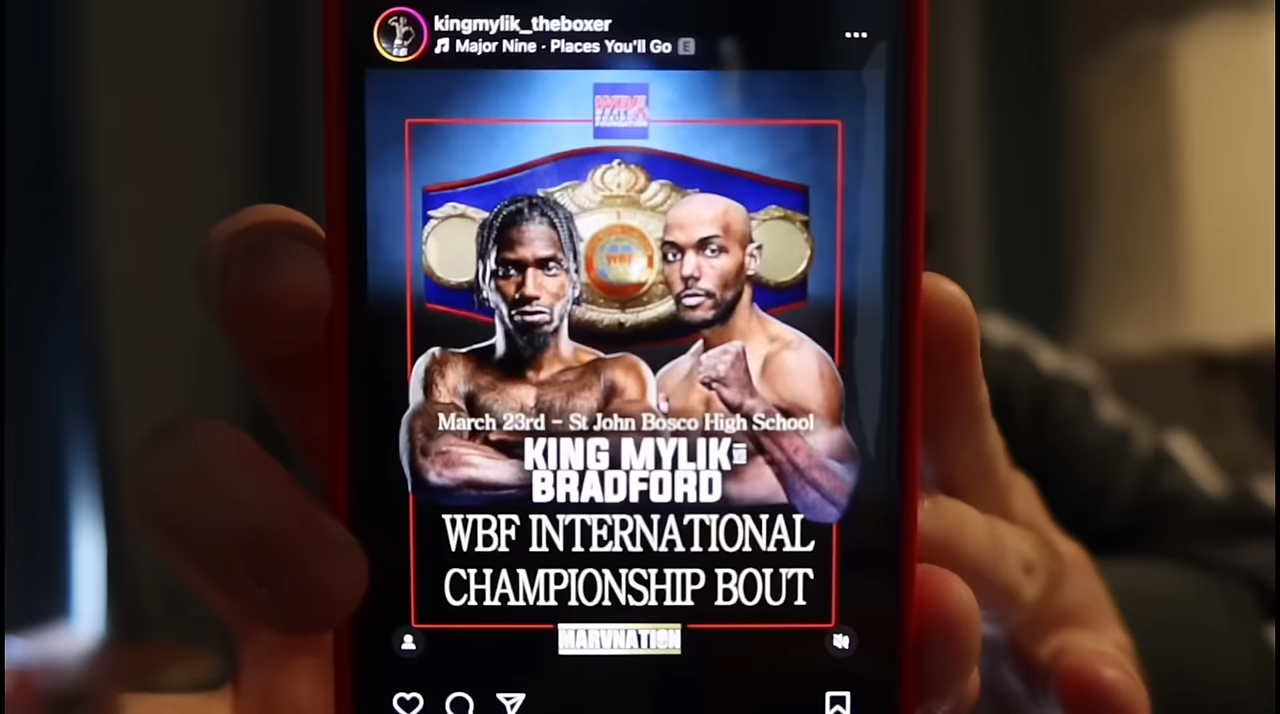 kingmylik_theboxer
Major Nine · Places You'll Go E
WBF
March 23rd – St John Bosco High School
KING MYLIK
BRADFORD
WBF INTERNATIONAL
CHAMPIONSHIP BOUT
MARVNATION